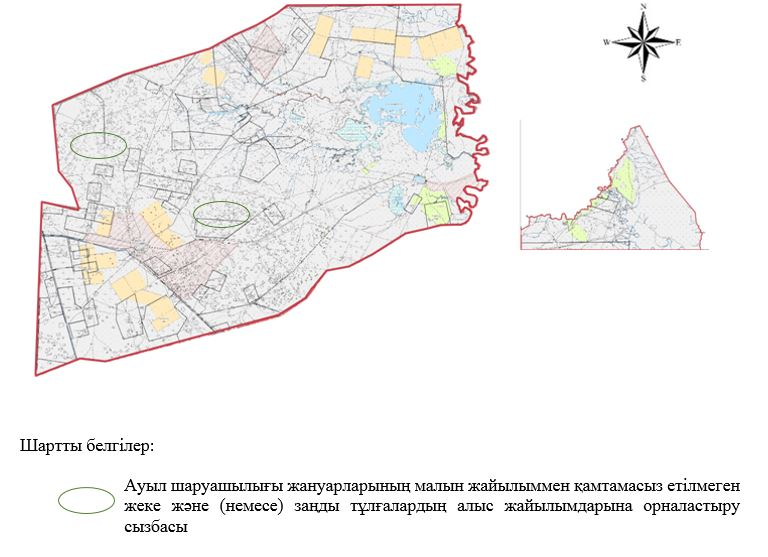 N
W E
S
Шартты белгілер:
Ауыл шаруашылығы жануарларының малын жайылыммен қамтамасыз етілмеген
жеке және (немесе) заңды тұлғалардың алыс жайылымдарына орналастыру
сызбасы